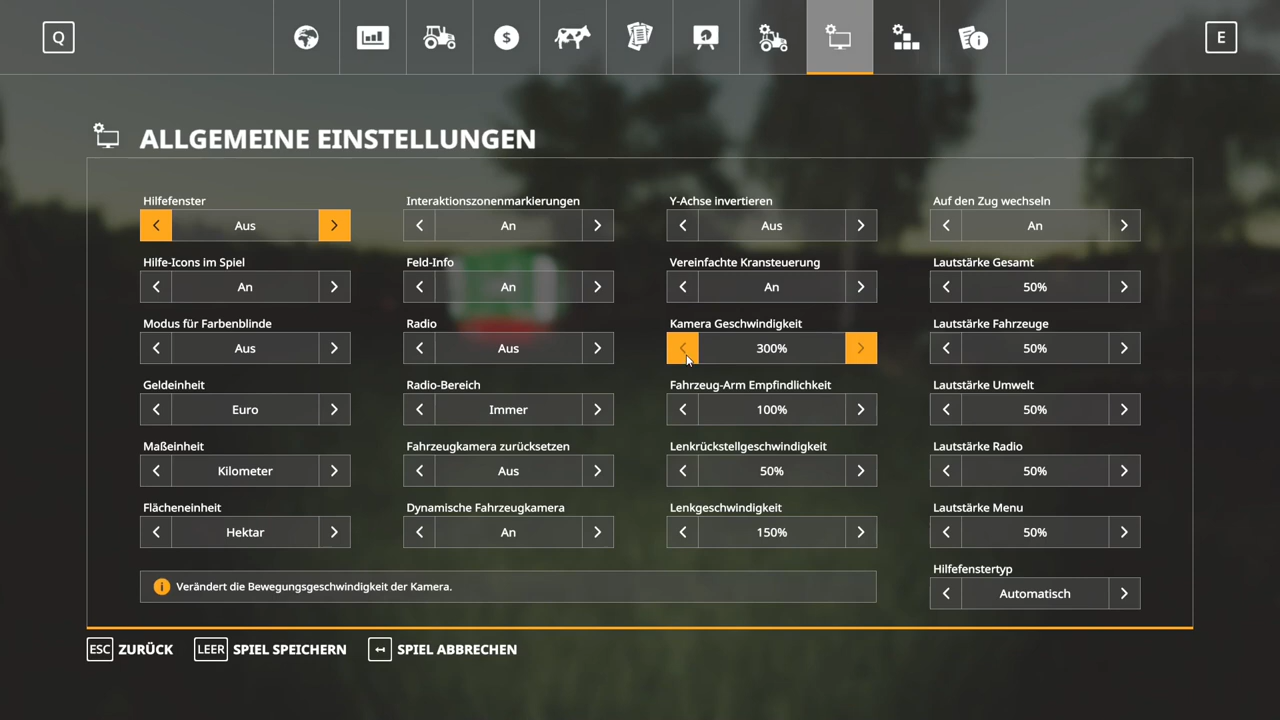 Q
E
ALLGEMEINE EINSTELLUNGEN
Hilfefenster
Aus
Hilfe-Icons im Spiel
An
Modus für Farbenblinde
Aus
Geldeinheit
Euro
Maßeinheit
Kilometer
Flächeneinheit
Hektar
Interaktionszonenmarkierungen
An
Feld-Info
An
Radio
Aus
Radio-Bereich
Immer
Fahrzeugkamera zurücksetzen
Aus
Dynamische Fahrzeugkamera
An
Y-Achse invertieren
Aus
Vereinfachte Kransteuerung
An
Kamera Geschwindigkeit
300%
Fahrzeug-Arm Empfindlichkeit
100%
Lenkrückstellgeschwindigkeit
50%
Lenkgeschwindigkeit
150%
Auf den Zug wechseln
An
Lautstärke Gesamt
50%
Lautstärke Fahrzeuge
50%
Lautstärke Umwelt
50%
Lautstärke Radio
50%
Lautstärke Menu
50%
Hilfefenstertyp
Automatisch
Verändert die Bewegungsgeschwindigkeit der Kamera.
ESC ZURÜCK LEER SPIEL SPEICHERN SPIEL ABBRECHEN